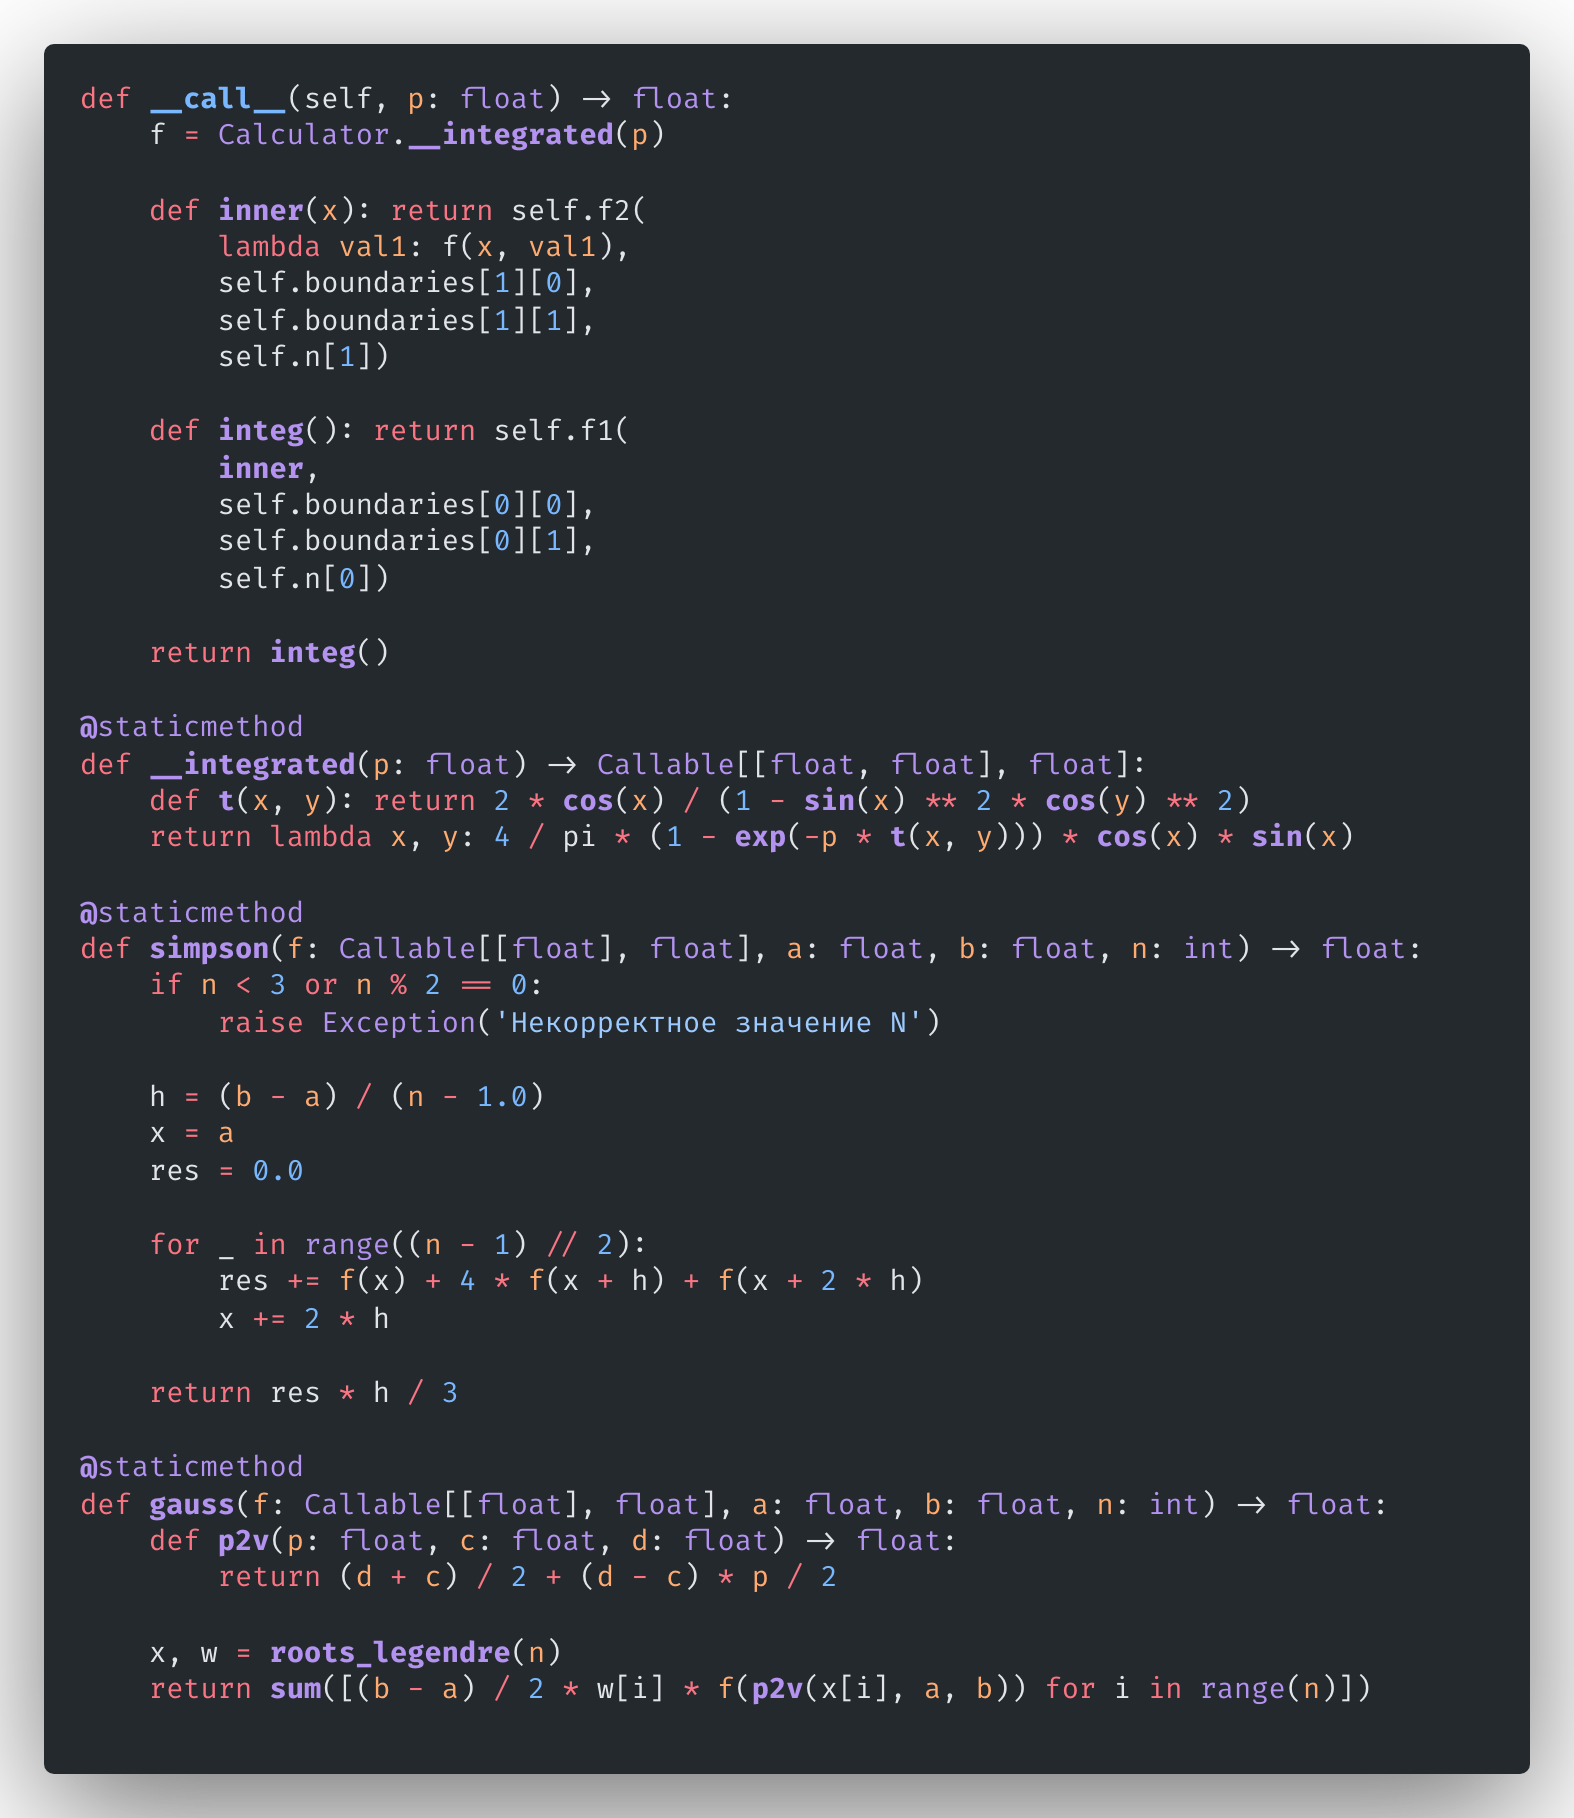 def __call__(self, p: float) -> float:
    f = Calculator.__integrated(p)

    def inner(x): return self.f2(
        lambda val1: f(x, val1),
        self.boundaries[1][0],
        self.boundaries[1][1],
        self.n[1])

    def integ(): return self.f1(
        inner,
        self.boundaries[0][0],
        self.boundaries[0][1],
        self.n[0])

    return integ()

@staticmethod
def __integrated(p: float) -> Callable[[float, float], float]:
    def t(x, y): return 2 * cos(x) / (1 - sin(x) ** 2 * cos(y) ** 2)
    return lambda x, y: 4 / pi * (1 - exp(-p * t(x, y))) * cos(x) * sin(x)

@staticmethod
def simpson(f: Callable[[float], float], a: float, b: float, n: int) -> float:
    if n < 3 or n % 2 == 0:
        raise Exception('Некорректное значение N')

    h = (b - a) / (n - 1.0)
    x = a
    res = 0.0

    for _ in range((n - 1) // 2):
        res += f(x) + 4 * f(x + h) + f(x + 2 * h)
        x += 2 * h

    return res * h / 3

@staticmethod
def gauss(f: Callable[[float], float], a: float, b: float, n: int) -> float:
    def p2v(p: float, c: float, d: float) -> float:
        return (d + c) / 2 + (d - c) * p / 2

    x, w = roots_legendre(n)
    return sum([(b - a) / 2 * w[i] * f(p2v(x[i], a, b)) for i in range(n)])